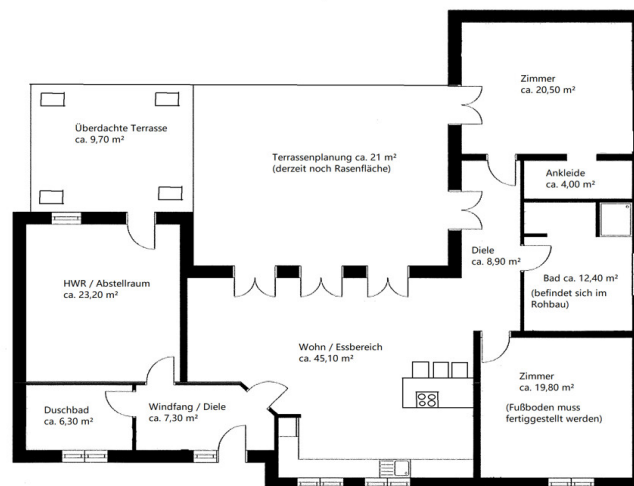 Zimmer
ca. 20,50 m²
Überdachte Terrasse
ca. 9,70 m²
Terrassenplanung ca. 21 m²
(derzeit noch Rasenfläche)
Ankleide
ca. 4,00 m²
Diele
ca. 8,90 m²
Bad ca. 12,40 m²
(befindet sich im
Rohbau)
HWR / Abstellraum
ca. 23,20 m²
Wohn / Essbereich
ca. 45,10 m²
Zimmer
ca. 19,80 m²
(Fußboden muss
fertiggestellt werden)
Duschbad
ca. 6,30 m²
Windfang / Diele
ca. 7,30 m²